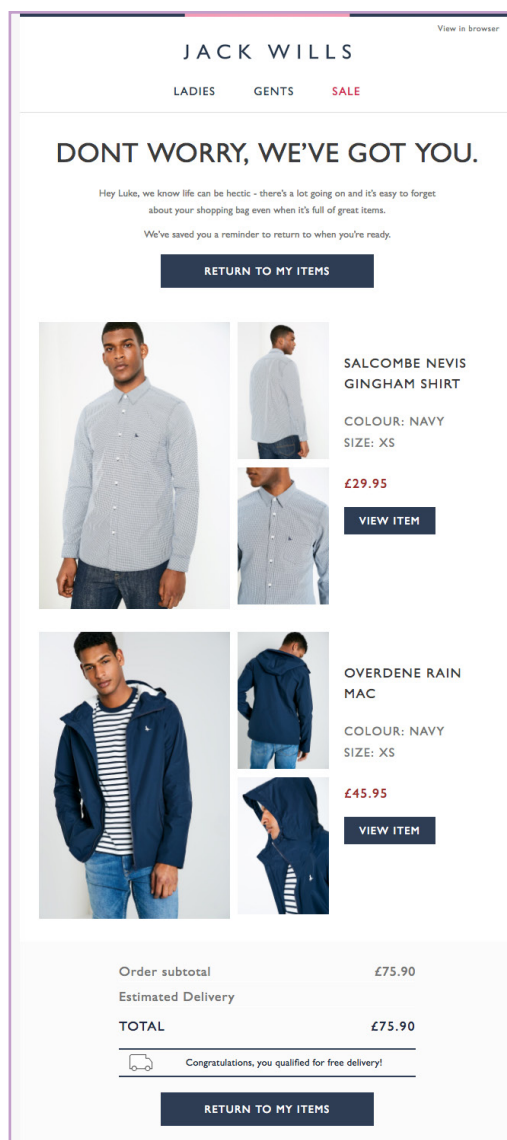 View in browser
JACK WILLS
LADIES GENTS SALE
DONT WORRY, WE'VE GOT YOU.
Hey Luke, we know life can be hectic - there's a lot going on and it's easy to forget
about your shopping bag even when it's full of great items.
We've saved you a reminder to return to when you're ready.
RETURN TO MY ITEMS
SALCOMBE NEVIS
GINGHAM SHIRT
COLOUR: NAVY
SIZE: XS
£29.95
VIEW ITEM
OVERDENE RAIN
MAC
COLOUR: NAVY
SIZE: XS
£45.95
VIEW ITEM
Order subtotal £75.90
Estimated Delivery
TOTAL £75.90
Congratulations, you qualified for free delivery!
RETURN TO MY ITEMS